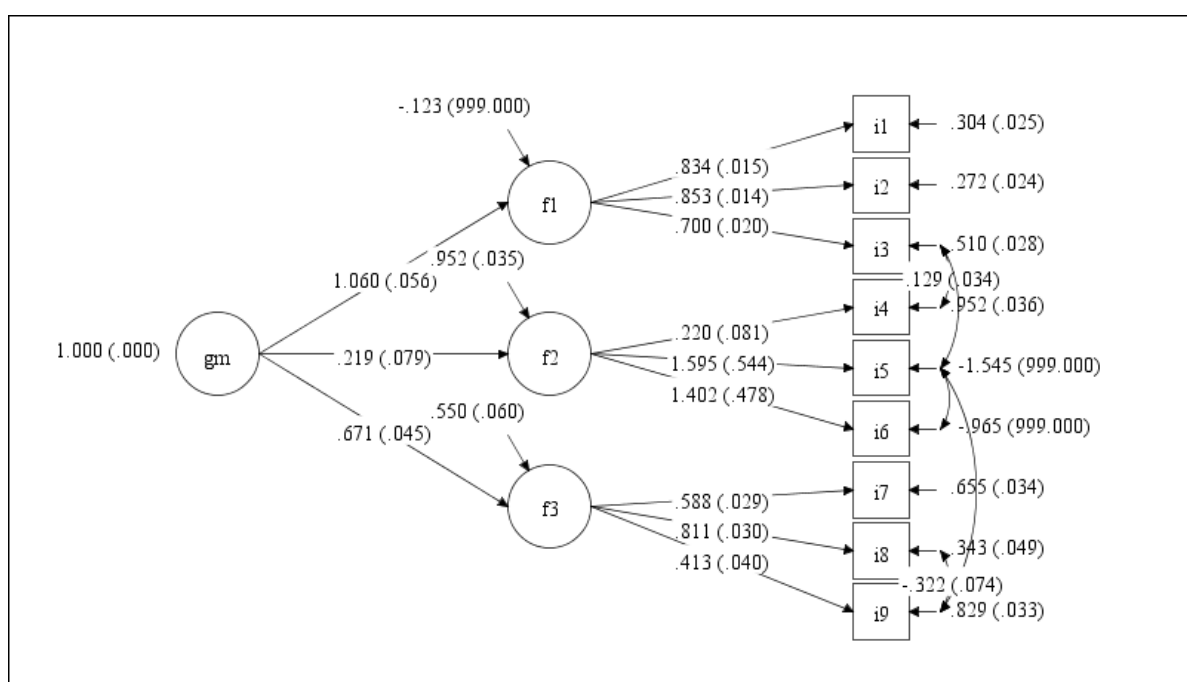 -.123 (999.000)
i1
.304 (.025)
.834 (.015)
i2
.272 (.024)
.853 (.014)
f1
.700 (.020)
i3
.510 (.028)
.952 (.035)
1.060 (.056)
.129 (.034)
i4
.952 (.036)
.220 (.081)
1.000 (.000)
gm
.219 (.079)
f2
1.595 (.544)
i5
-1.545 (999.000)
1.402 (.478)
.550 (.060)
i6
-.965 (999.000)
.671 (.045)
f3
.588 (.029)
i7
.655 (.034)
.811 (.030)
i8
.343 (.049)
.413 (.040)
-.322 (.074)
i9
.829 (.033)